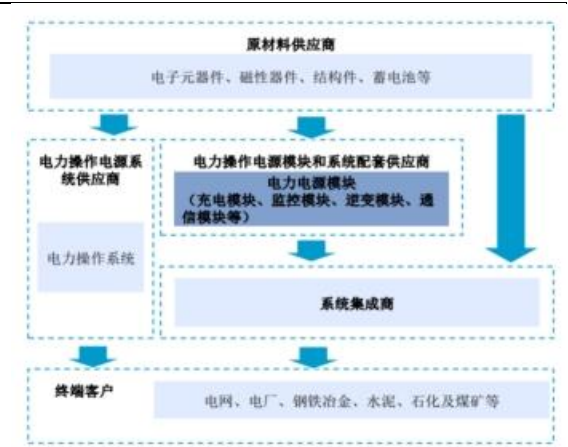 原材料供应商
电子元器件、磁性器件、结构件、蓄电池等
电力操作电源系
统供应商
电力操作系统
电力操作电源模块和系统配套供应商
电力电源模块
(充电模块、监控模块、逆变模块、通
信模块等)
系统集成商
终端客户
电网、电厂、钢铁冶金、水泥、石化及煤矿等